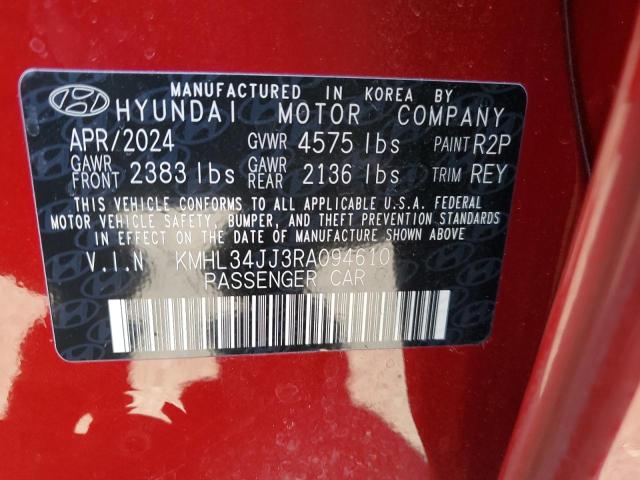 MANUFACTURED IN KOREA BY
HYUNDAI MOTOR COMPANY
APR/2024 GVWR 4575 lbs PAINT R2P
GAWR FRONT 2383 lbs GAWR REAR 2136 lbs TRIM REY
THIS VEHICLE CONFORMS TO ALL APPLICABLE U.S.A. FEDERAL
MOTOR VEHICLE SAFETY, BUMPER, AND THEFT PREVENTION STANDARDS
IN EFFECT ON THE DATE OF MANUFACTURE SHOWN ABOVE.
V.I.N KMHL34JJ3RA094610
PASSENGER CAR